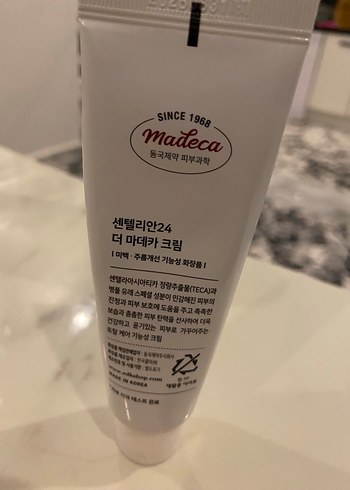 SINCE 1968
Madeca
동국제약 피부과학
센텔리안24
더 마데카 크림
| 미백 · 주름개선 기능성 화장품 |
센텔라아시아티카 정량추출물(TECA)과
병풀 유래 스페셜 성분이 민감해진 피부의
진정과 피부 보호에 도움을 주고 촉촉한
보습과 촘촘한 피부 탄력을 선사하여 더욱
건강하고 윤기있는 피부로 가꾸어주는
토탈 케어 기능성 크림
MADE IN KOREA